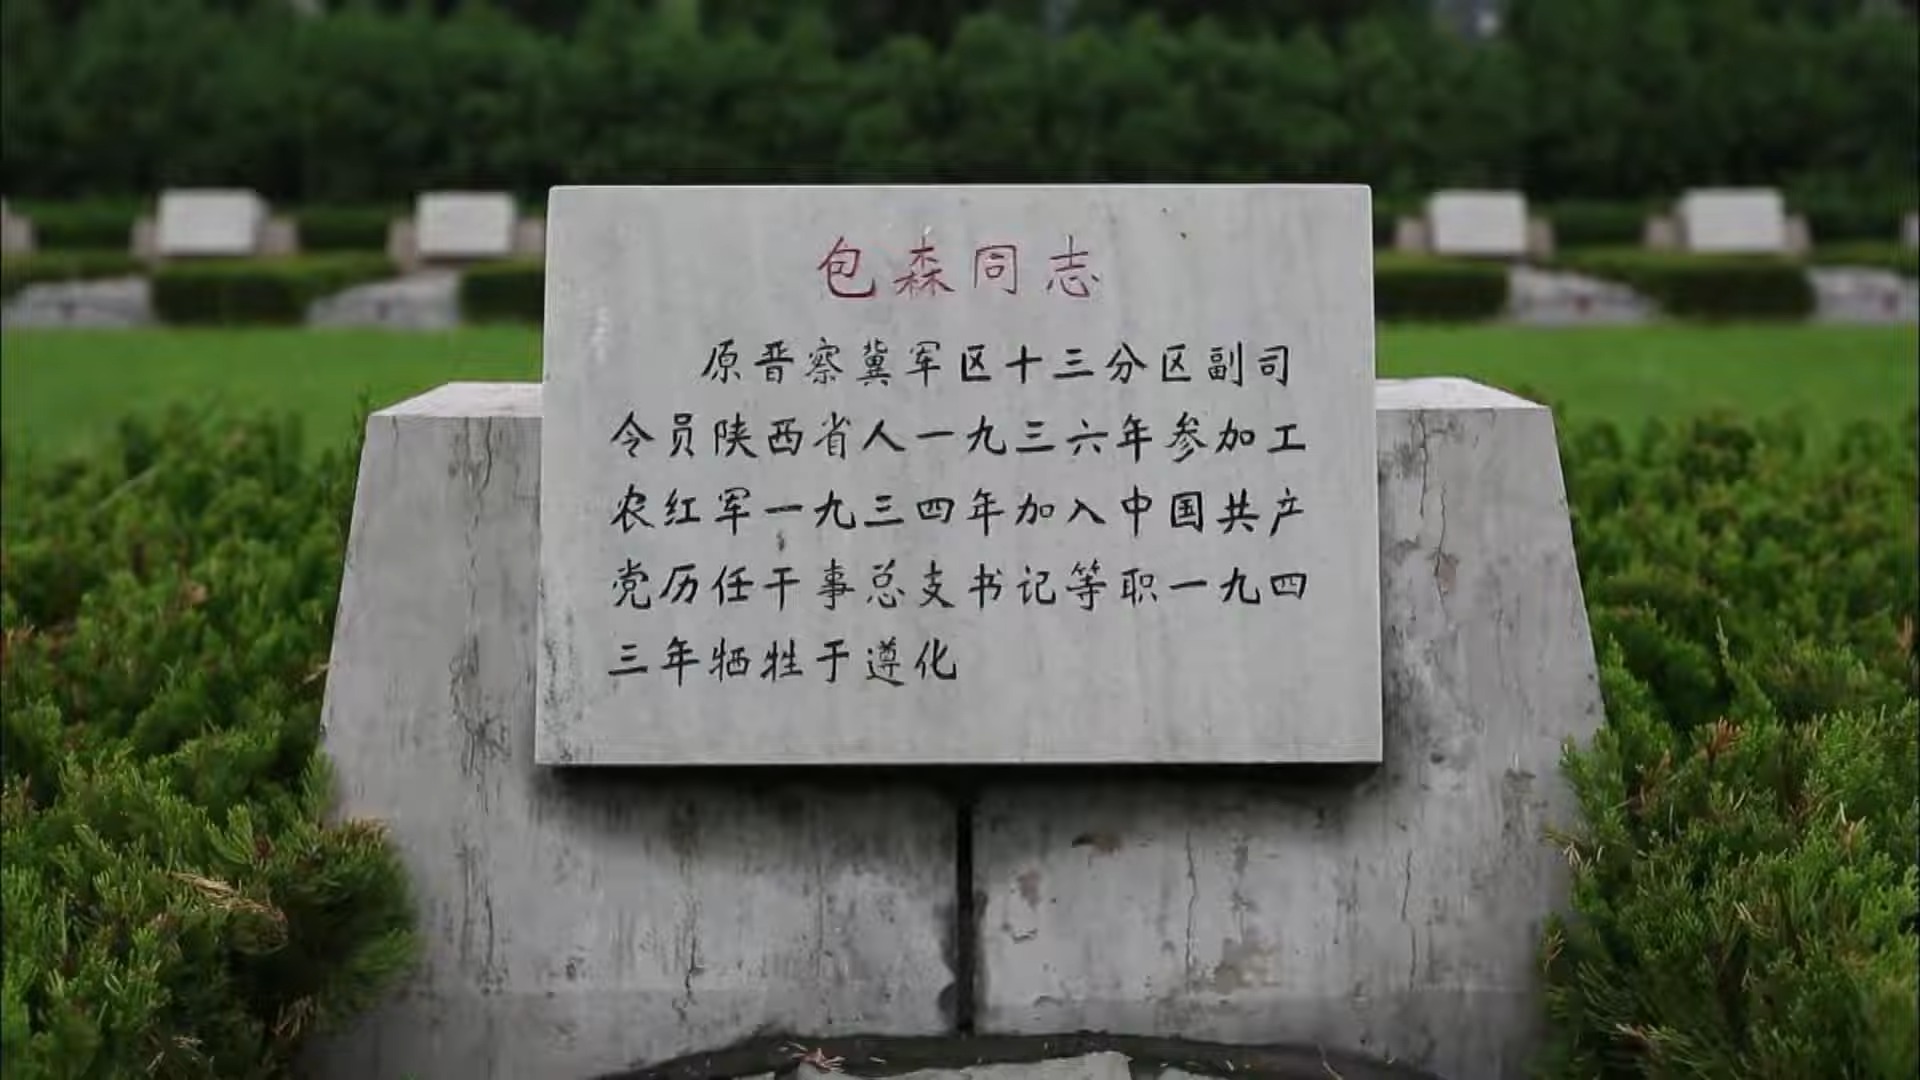 包森同志
原晋察冀军区十三分区副司
令员陕西省人一九三六年参加工
农红军一九三四年加入中国共产
党历任干事总支书记等职一九四
三年牺牲于遵化